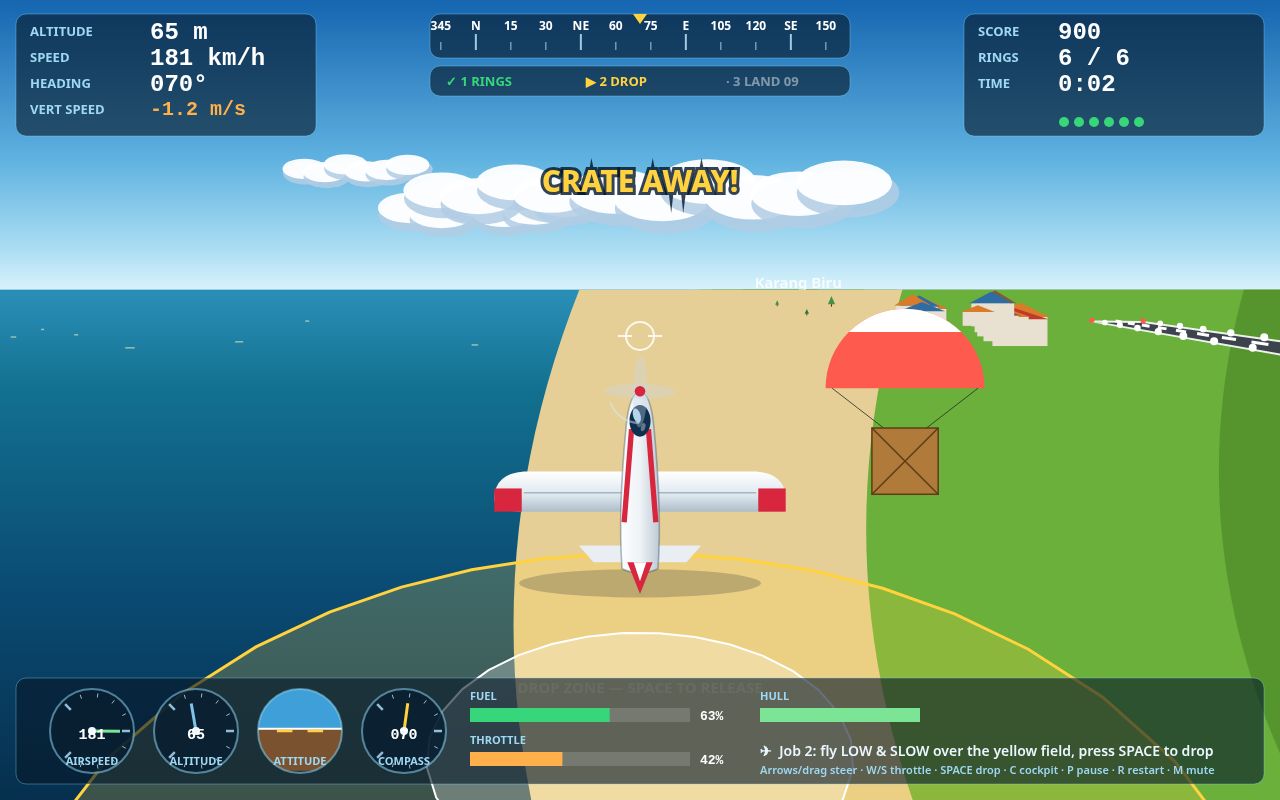 ALTITUDE 65 m
SPEED 181 km/h
HEADING 070°
VERT SPEED -1.2 m/s
345 N 15 30 NE 60 75 E 105 120 SE 150
✓ 1 RINGS ▶ 2 DROP · 3 LAND 09
SCORE 900
RINGS 6 / 6
TIME 0:02
CRATE AWAY!
Karang Biru
DROP ZONE — SPACE TO RELEASE
181 AIRSPEED
65 ALTITUDE
ATTITUDE
070 COMPASS
FUEL 63%
THROTTLE 42%
HULL
✈ Job 2: fly LOW & SLOW over the yellow field, press SPACE to drop
Arrows/drag steer · W/S throttle · SPACE drop · C cockpit · P pause · R restart · M mute